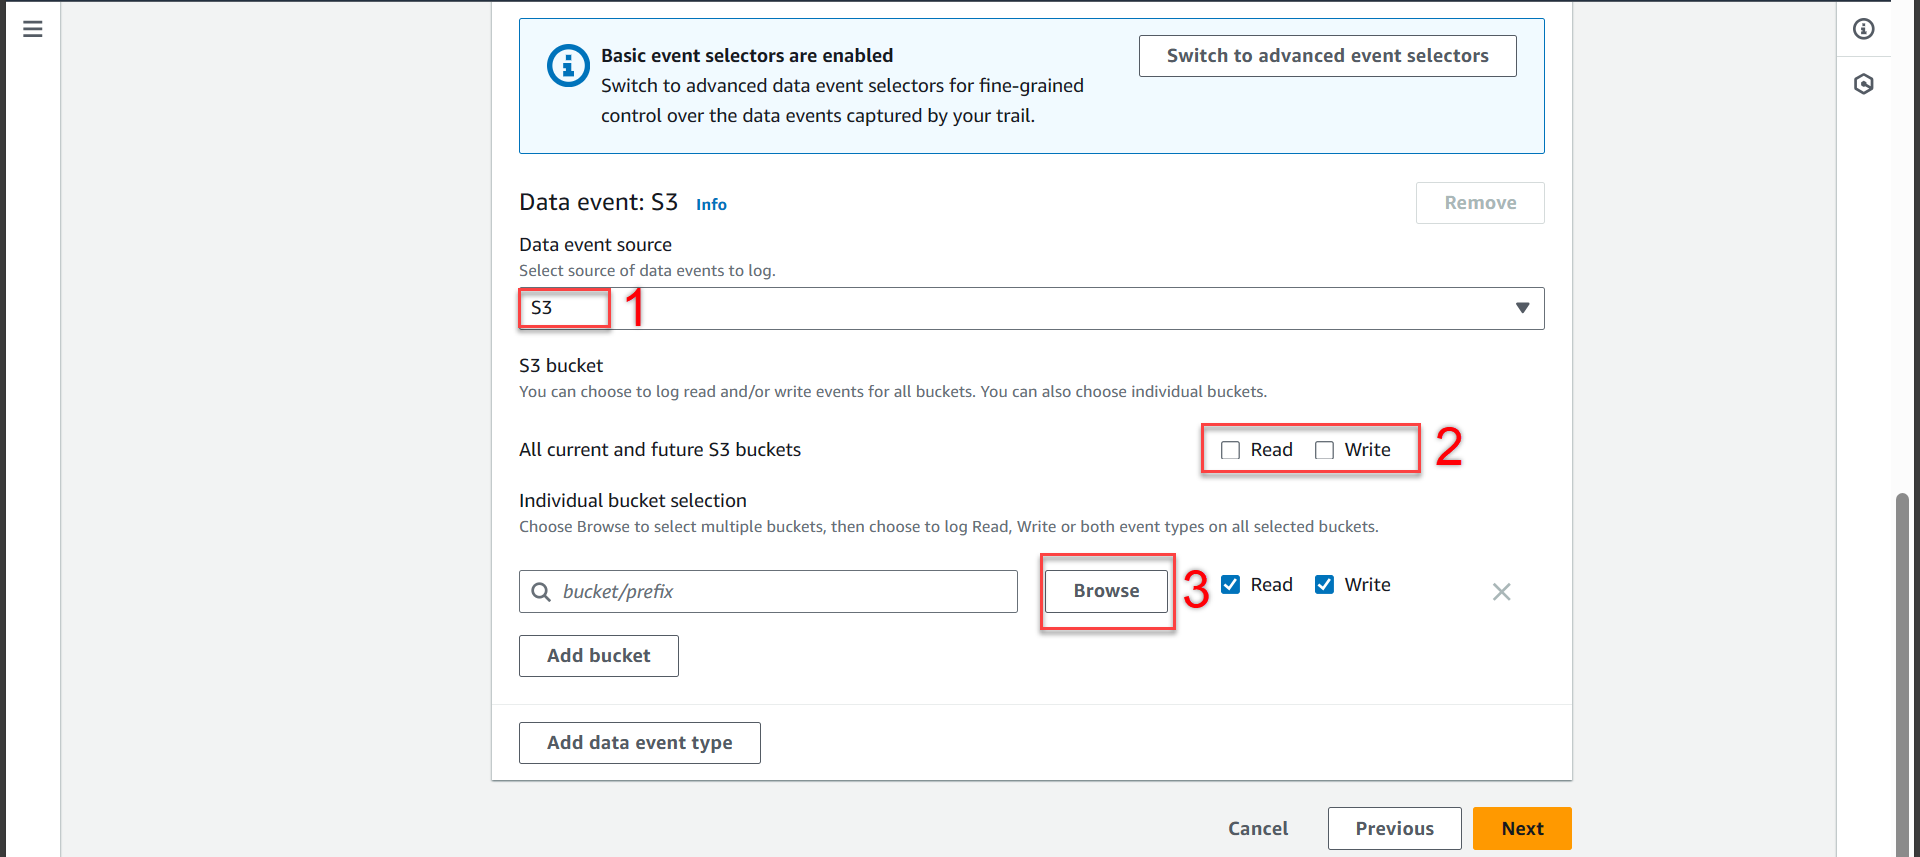 Basic event selectors are enabled
Switch to advanced data event selectors for fine-grained
control over the data events captured by your trail.
Switch to advanced event selectors
Data event: S3 Info
Remove
Data event source
Select source of data events to log.
S3 1
S3 bucket
You can choose to log read and/or write events for all buckets. You can also choose individual buckets.
All current and future S3 buckets Read Write 2
Individual bucket selection
Choose Browse to select multiple buckets, then choose to log Read, Write or both event types on all selected buckets.
bucket/prefix Browse 3 Read Write
Add bucket
Add data event type
Cancel Previous Next